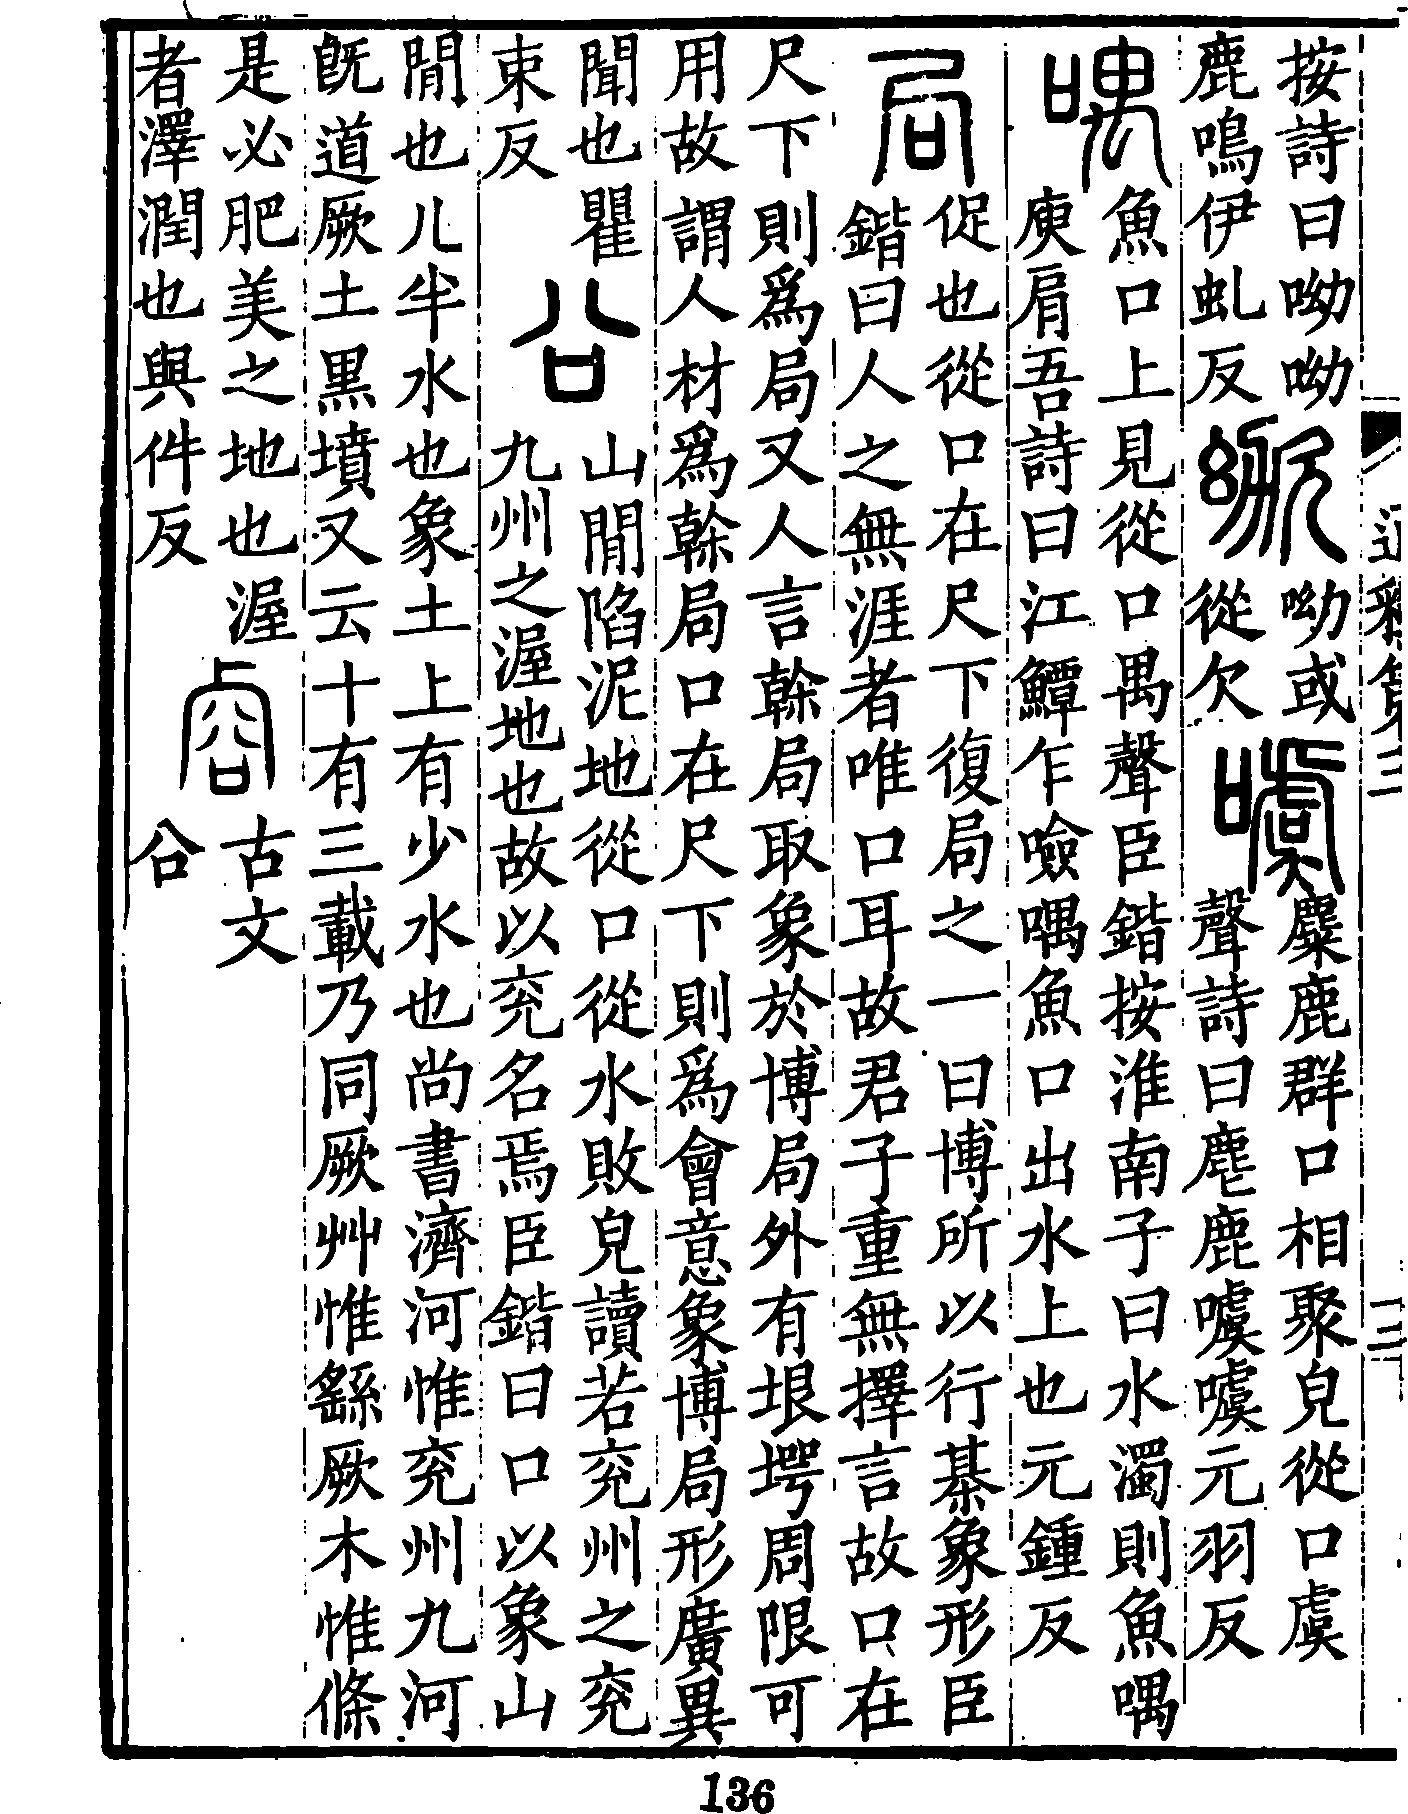 通釋第三
三
按詩曰呦呦
鹿鳴伊虬反
㕱
呦或
從欠
噳
麋鹿群口相聚皃從口虞
聲詩曰麀鹿噳噳元羽反
喁
魚口上見從口禺聲臣鍇按淮南子曰水濁則魚喁
庾肩吾詩曰江鱏乍噞喁魚口出水上也元鍾反
局
促也從口在尺下復局之一曰博所以行棊象形臣
鍇曰人之無涯者唯口耳故君子重無擇言故口在
尺下則爲局又人言榦局取象於博局外有垠堮周限可
用故謂人材爲榦局口在尺下則爲會意象博局形廣異
聞也瞿
束反
㕣
山閒陷泥地從口從水敗皃讀若兖州之兖
九州之渥地也故以兖名焉臣鍇曰口以象山
閒也儿半水也象土上有少水也尚書濟河惟兖州九河
旣道厥土黑墳又云十有三載乃同厥艸惟繇厥木惟條
是必肥美之地也渥
者澤潤也與件反
古文
㕣
136